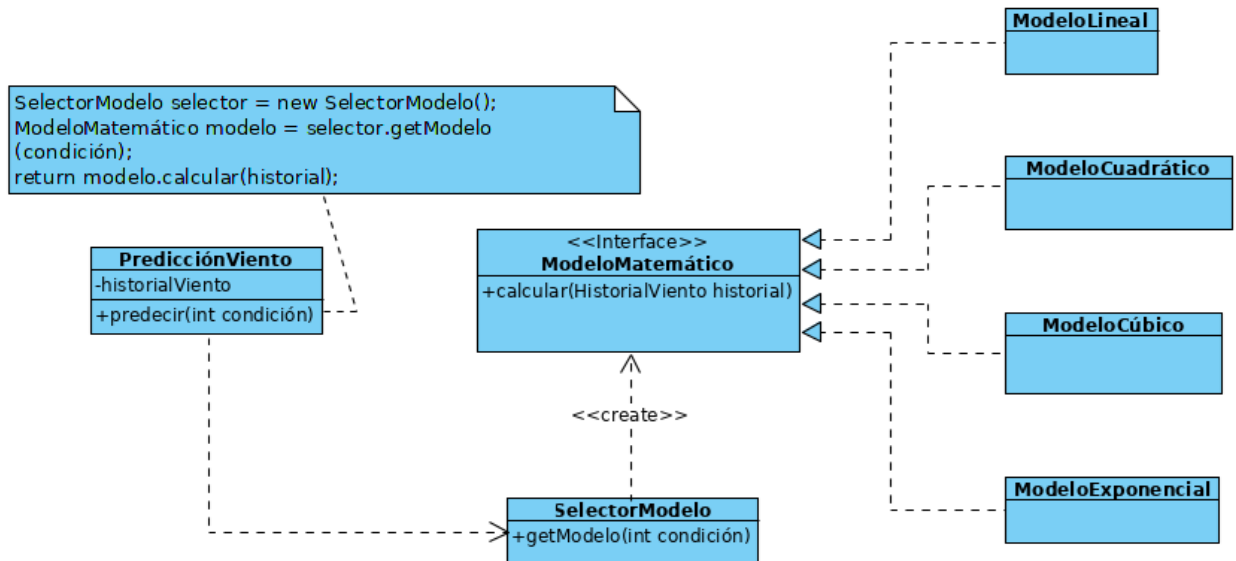 SelectorModelo selector = new SelectorModelo();
ModeloMatemático modelo = selector.getModelo
(condición);
return modelo.calcular(historial);
PredicciónViento
-historialViento
+predecir(int condición)
<<Interface>>
ModeloMatemático
+calcular(HistorialViento historial)
<<create>>
SelectorModelo
+getModelo(int condición)
ModeloLineal
ModeloCuadrático
ModeloCúbico
ModeloExponencial